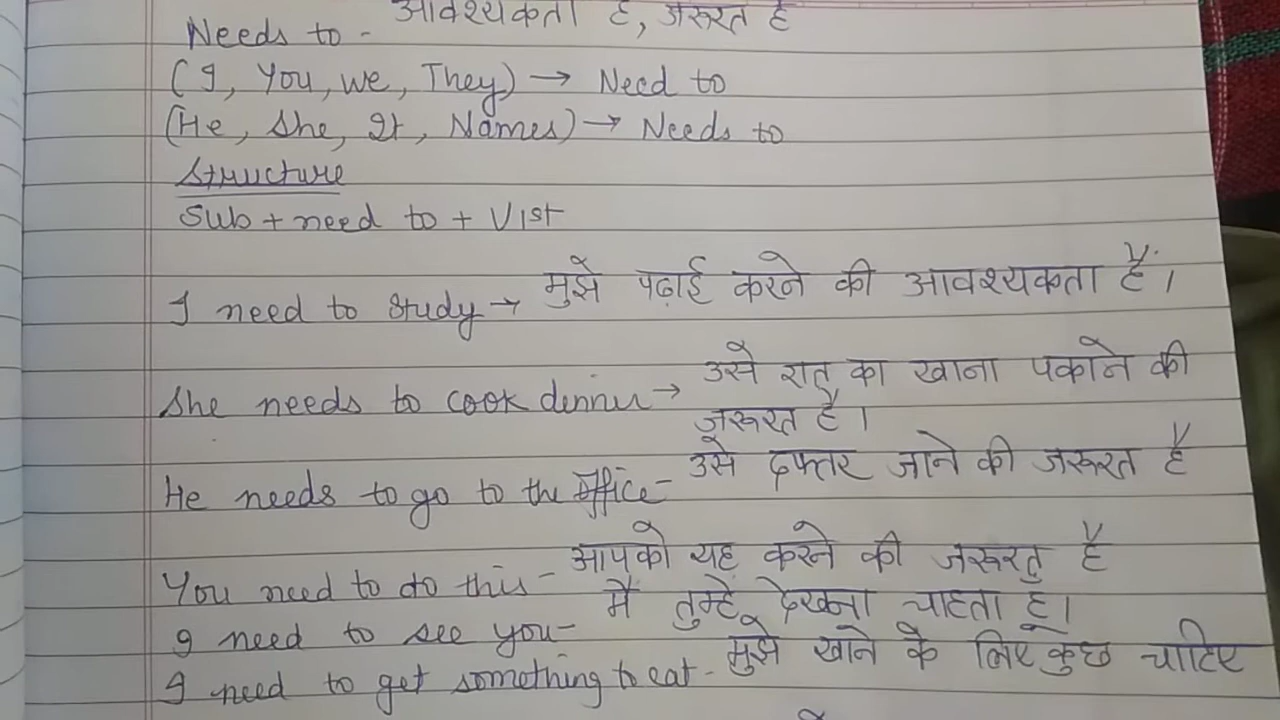 Needs to - आवश्यकता है, जरूरत है
(I, You, we, They) → Need to
(He, She, It, Names) → Needs to
Structure
Sub + need to + V1st
I need to study → मुझे पढ़ाई करने की आवश्यकता है।
She needs to cook dinner → उसे रात का खाना पकाने की
जरूरत है।
He needs to go to the office - उसे दफ्तर जाने की जरूरत है
You need to do this - आपको यह करने की जरूरत है
I need to see you - मैं तुम्हे देखना चाहता हू।
I need to get something to eat - मुझे खाने के लिए कुछ चाहिए